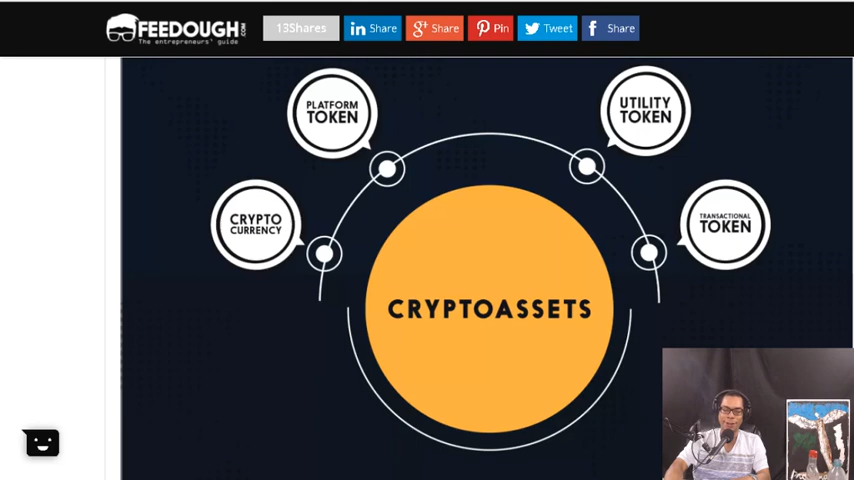 FEEDOUGH.COM
The entrepreneurs' guide
13Shares
Share
Share
Pin
Tweet
Share
PLATFORM
TOKEN
UTILITY
TOKEN
CRYPTO
CURRENCY
TRANSACTIONAL
TOKEN
CRYPTOASSETS